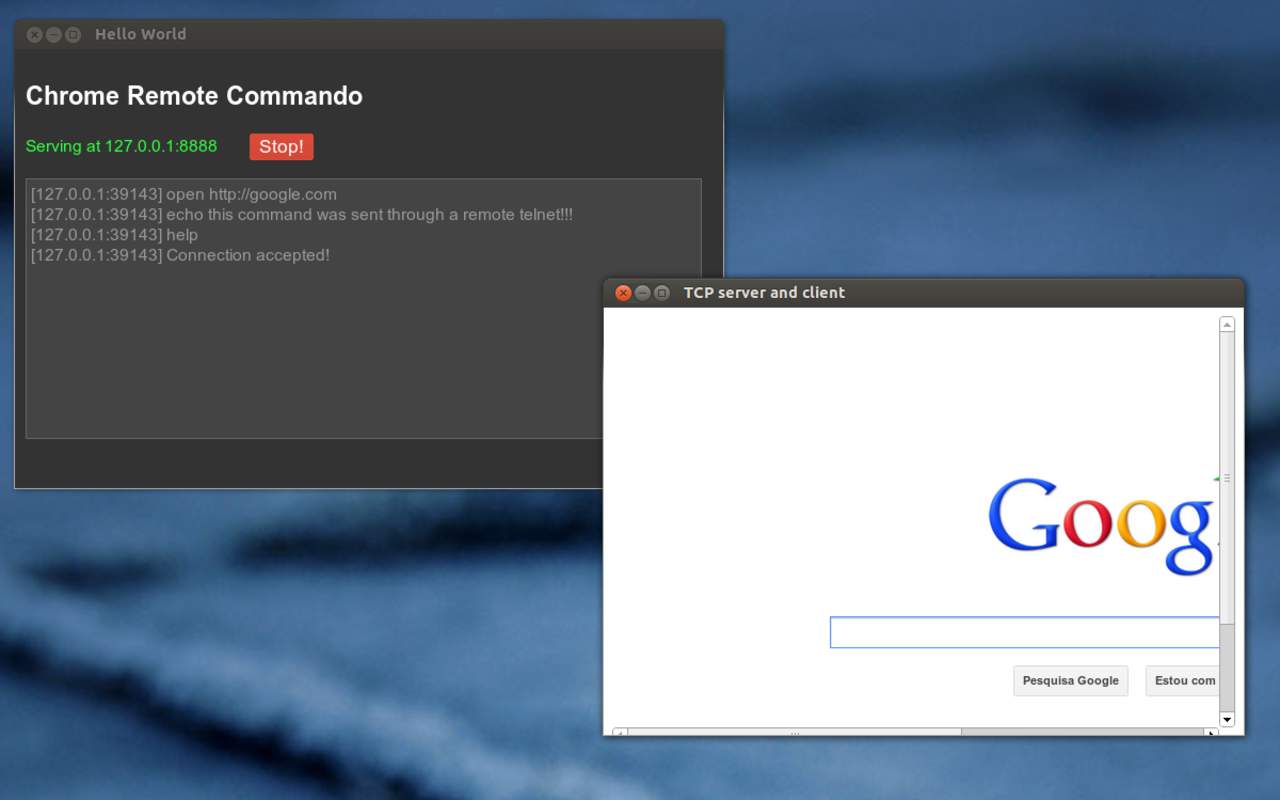 Hello World
Chrome Remote Commando
Serving at 127.0.0.1:8888 Stop!
[127.0.0.1:39143] open http://google.com
[127.0.0.1:39143] echo this command was sent through a remote telnet!!!
[127.0.0.1:39143] help
[127.0.0.1:39143] Connection accepted!
TCP server and client
Goog
Pesquisa Google Estou com